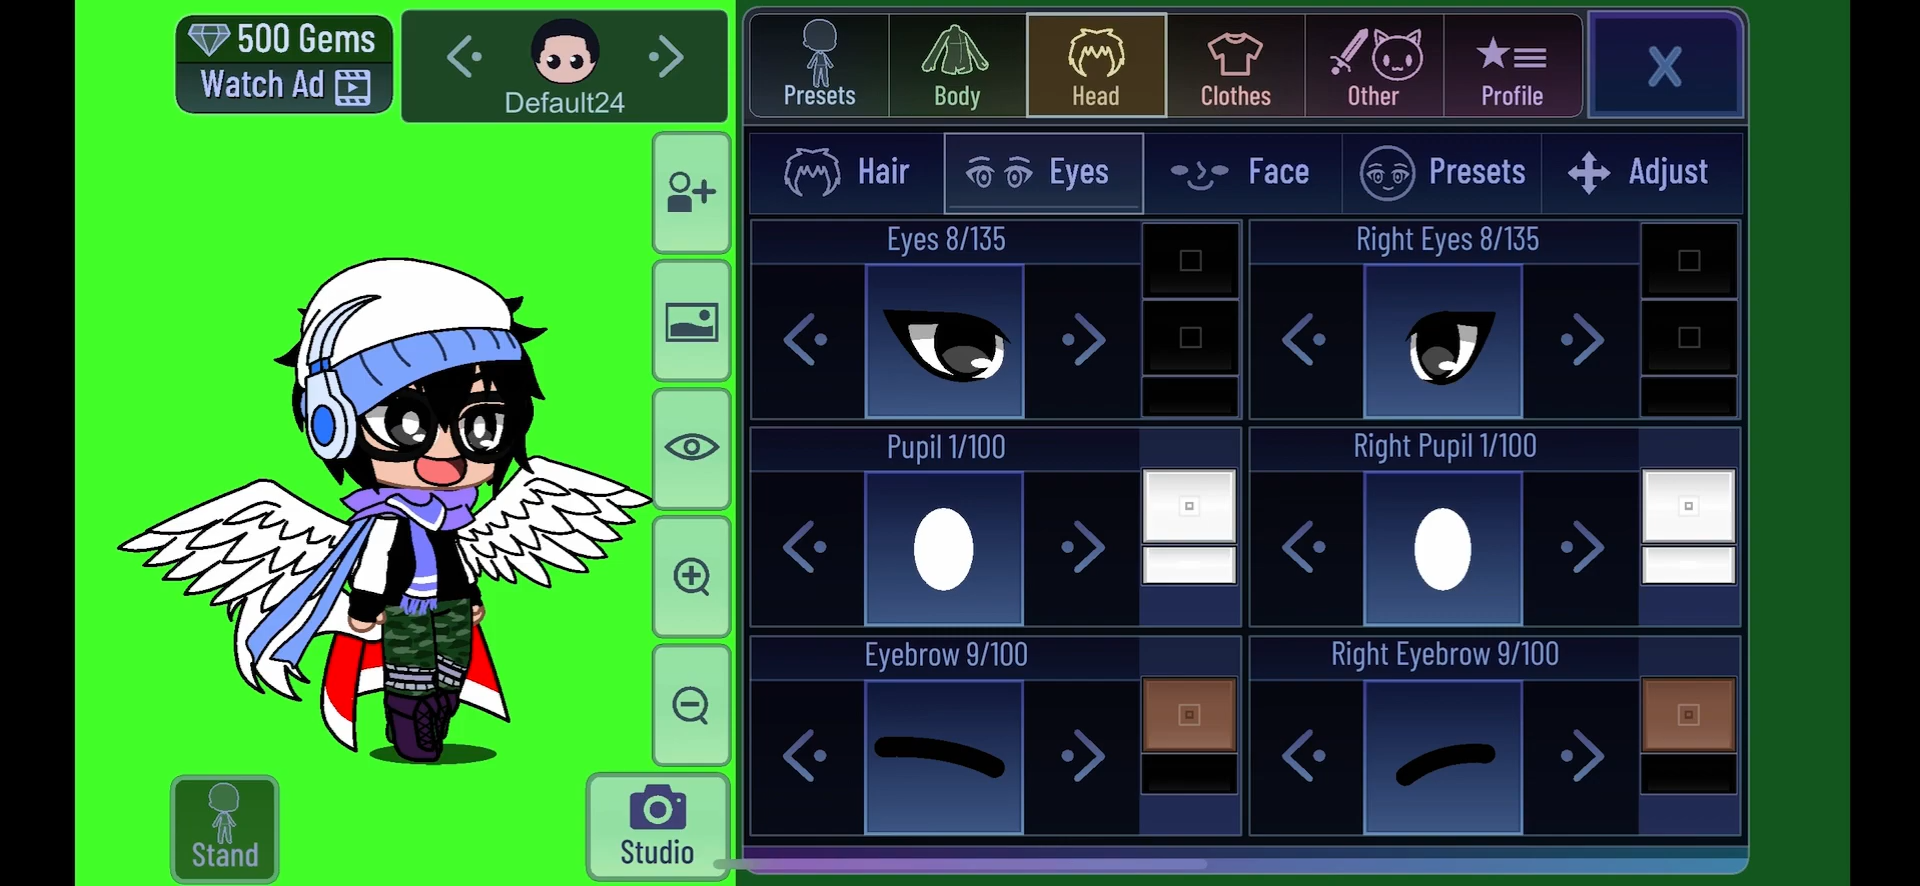 500 Gems
Watch Ad
Default24
Presets
Body
Head
Clothes
Other
Profile
X
Hair
Eyes
Face
Presets
Adjust
Eyes 8/135
Right Eyes 8/135
Pupil 1/100
Right Pupil 1/100
Eyebrow 9/100
Right Eyebrow 9/100
Stand
Studio